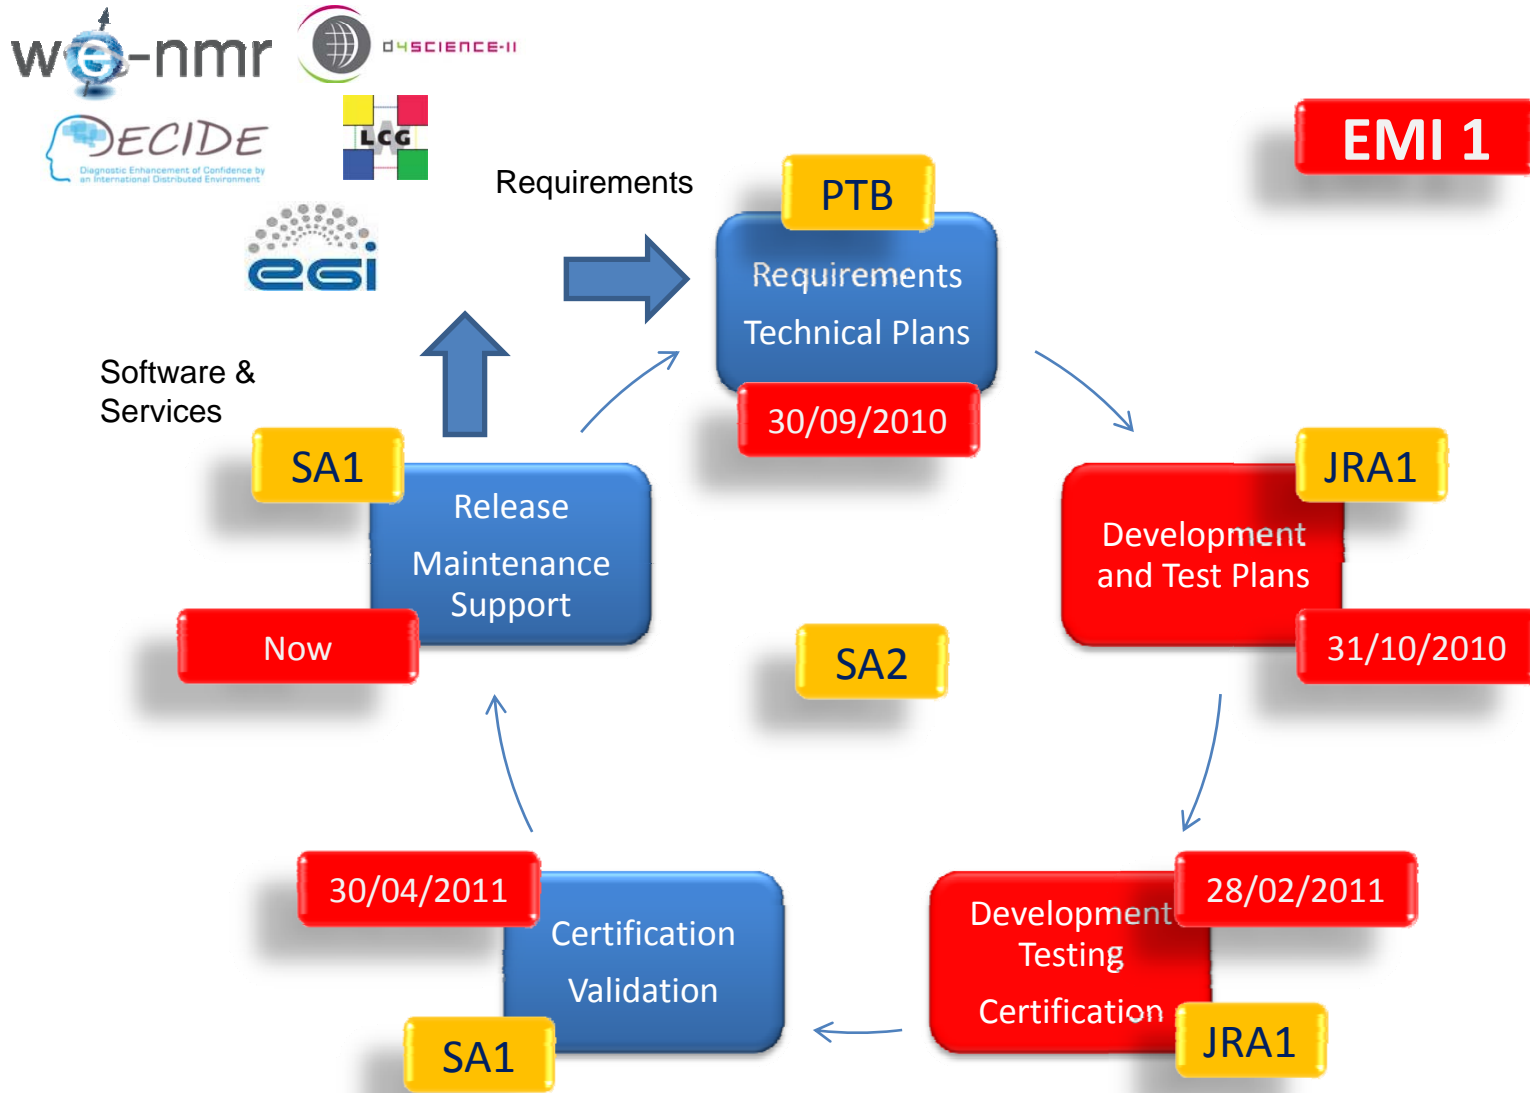 we-nmr
d4science-II
DECIDE
Diagnostic Enhancement of Confidence by
an International Distributed Environment
LCG
egi
EMI 1
Requirements
PTB
Requirements
Technical Plans
30/09/2010
Software &
Services
SA1
Release
Maintenance
Support
Now
JRA1
Development
and Test Plans
31/10/2010
SA2
30/04/2011
Certification
Validation
SA1
28/02/2011
Development
Testing
Certification
JRA1